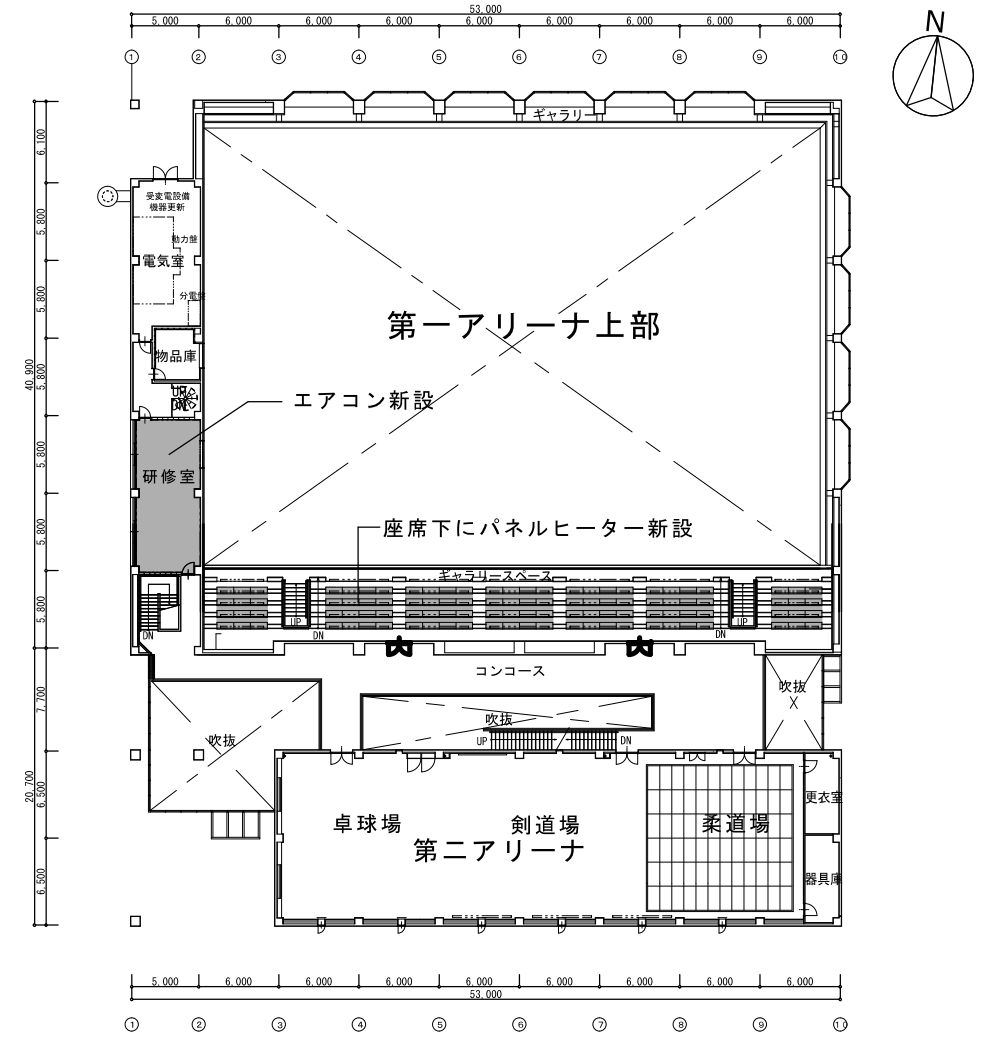 53,000
5,000 6,000 6,000 6,000 6,000 6,000 6,000 6,000 6,000
N
1 2 3 4 5 6 7 8 9 10
ギャラリー
6,100
受変電設備
機器更新
5,800
動力盤
電気室
5,800
分電盤
第一アリーナ上部
物品庫
40,900
5,800
UP
DN
エアコン新設
5,800
研修室
座席下にパネルヒーター新設
5,800
ギャラリースペース
5,800
UP
UP
DN
DN
DN
コンコース
吹抜
7,700
吹抜
吹抜
UP
DN
20,700
6,500
更衣室
卓球場
剣道場
柔道場
第二アリーナ
器具庫
6,500
5,000 6,000 6,000 6,000 6,000 6,000 6,000 6,000 6,000
53,000
1 2 3 4 5 6 7 8 9 10